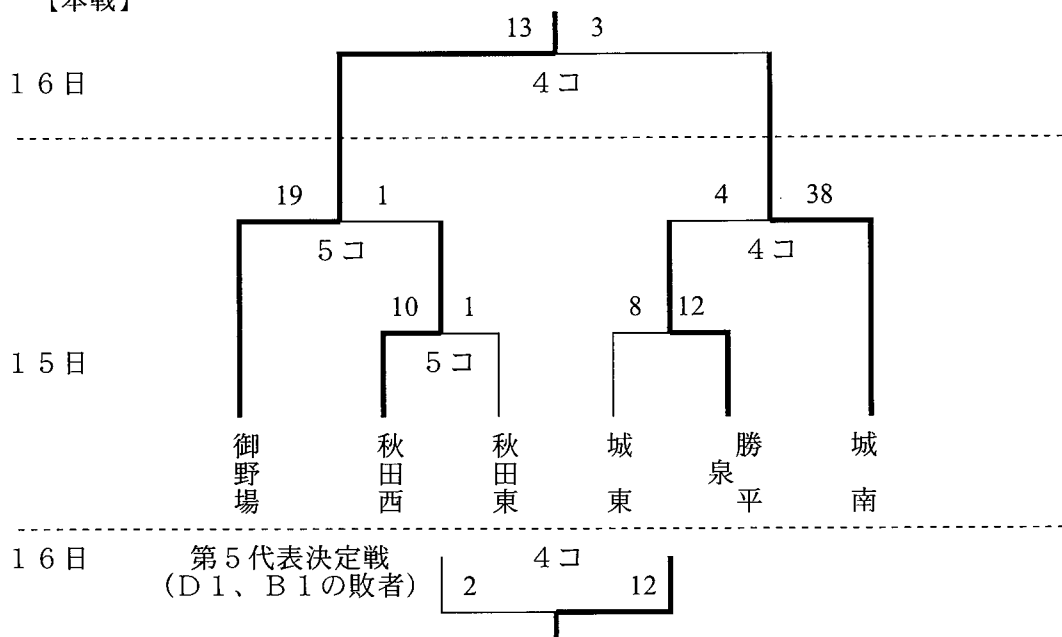 【本戦】
13 3
16日 4コ
19 1 4 38
5コ 4コ
10 1 8 12
15日 5コ
御野場 秋田西 秋田東 城東 勝平 泉 城南
16日 第5代表決定戦 4コ
(D1、B1の敗者) 2 12